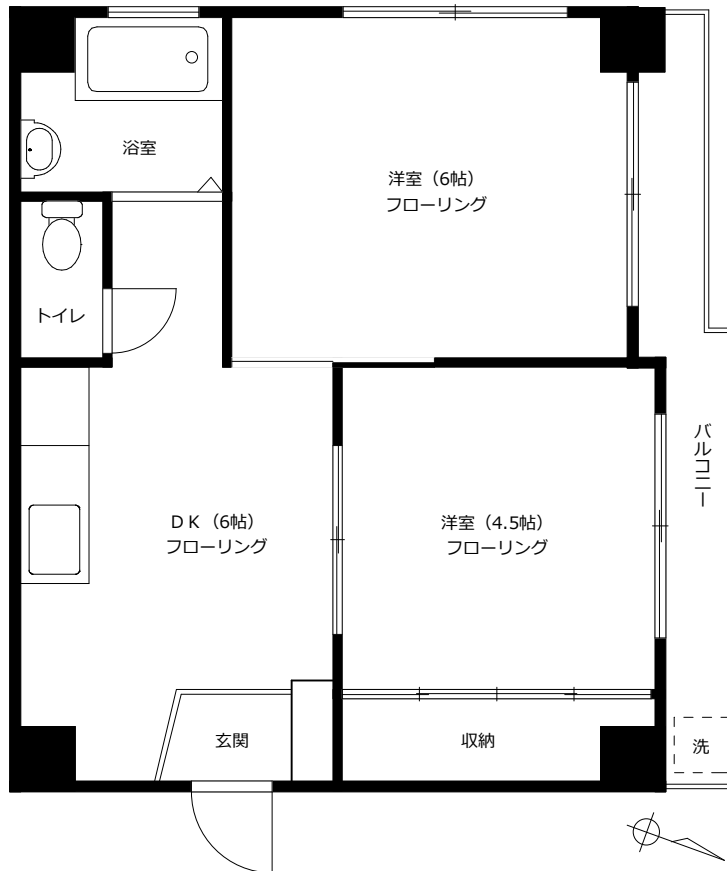 浴室
洋室（6帖）
フローリング
トイレ
バルコニー
ＤＫ（6帖）
フローリング
洋室（4.5帖）
フローリング
玄関
収納
洗